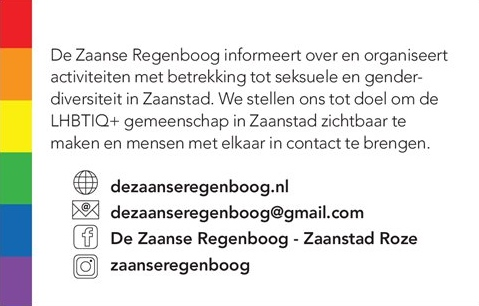 De Zaanse Regenboog informeert over en organiseert
activiteiten met betrekking tot seksuele en gender-
diversiteit in Zaanstad. We stellen ons tot doel om de
LHBTIQ+ gemeenschap in Zaanstad zichtbaar te
maken en mensen met elkaar in contact te brengen.
dezaanseregenboog.nl
dezaanseregenboog@gmail.com
De Zaanse Regenboog - Zaanstad Roze
zaanseregenboog